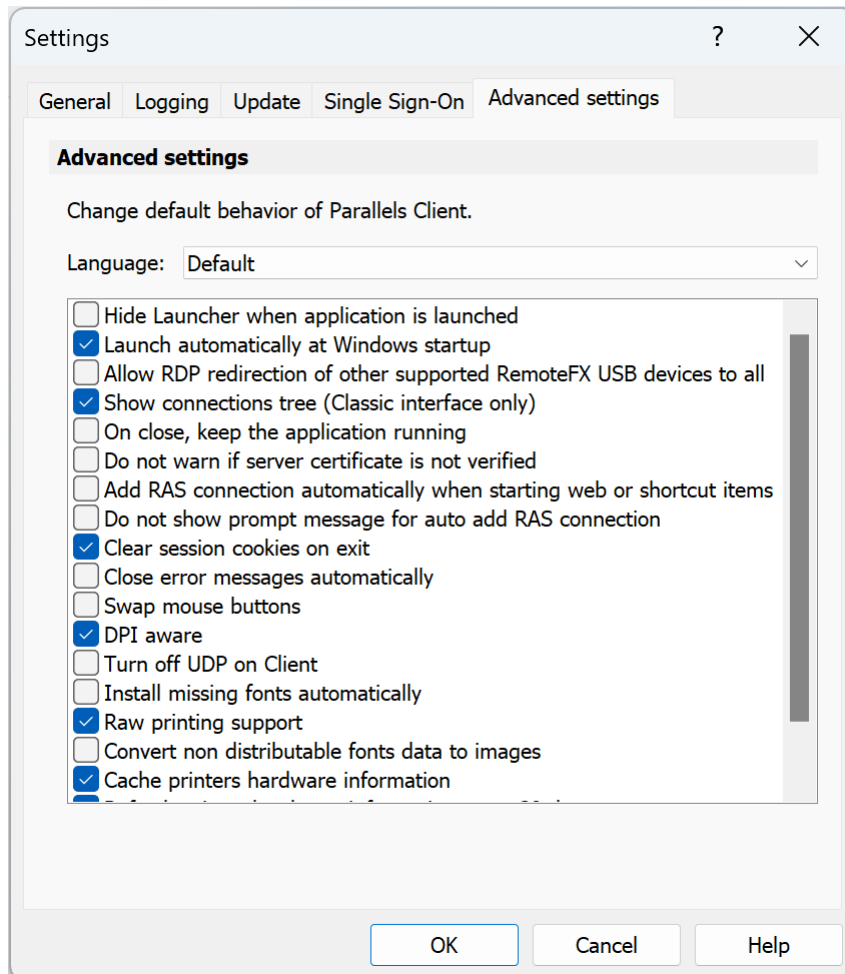 Settings
?
General Logging Update Single Sign-On Advanced settings
Advanced settings
Change default behavior of Parallels Client.
Language: Default
Hide Launcher when application is launched
Launch automatically at Windows startup
Allow RDP redirection of other supported RemoteFX USB devices to all
Show connections tree (Classic interface only)
On close, keep the application running
Do not warn if server certificate is not verified
Add RAS connection automatically when starting web or shortcut items
Do not show prompt message for auto add RAS connection
Clear session cookies on exit
Close error messages automatically
Swap mouse buttons
DPI aware
Turn off UDP on Client
Install missing fonts automatically
Raw printing support
Convert non distributable fonts data to images
Cache printers hardware information
OK Cancel Help